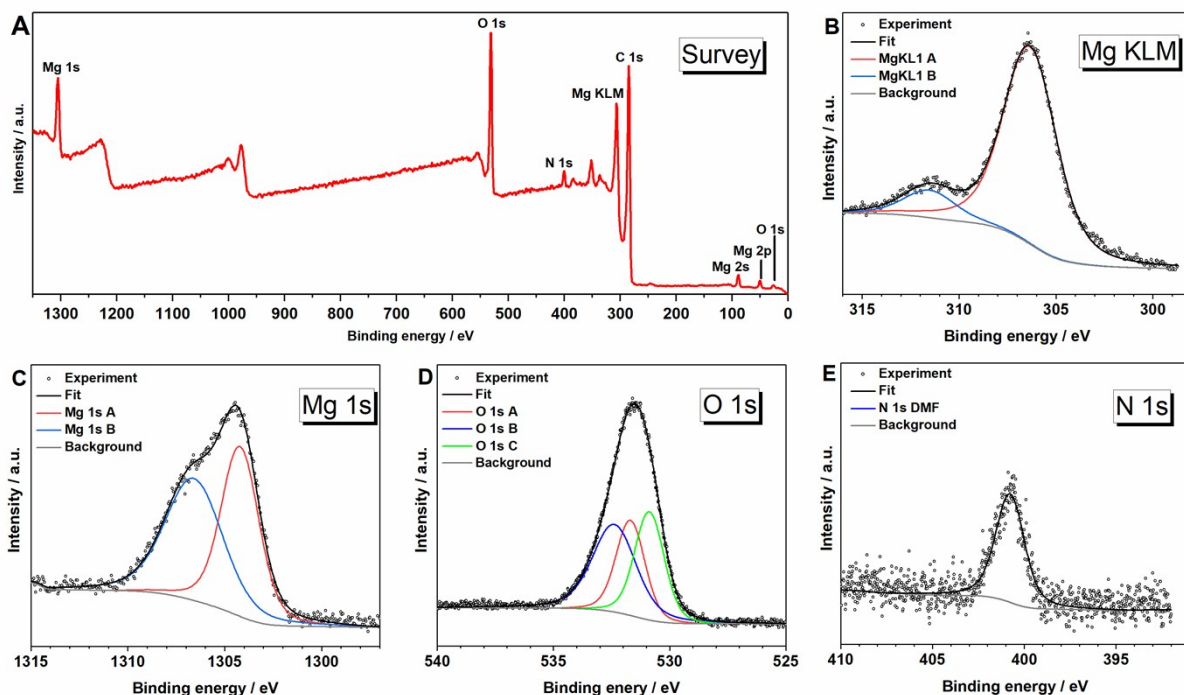 A
Survey
Mg 1s
O 1s
C 1s
Mg KLM
N 1s
O 1s
Mg 2p
Mg 2s
Intensity / a.u.
1300 1200 1100 1000 900 800 700 600 500 400 300 200 100 0
Binding energy / eV
B
Experiment
Fit
MgKL1 A
MgKL1 B
Background
Mg KLM
Intensity / a.u.
315 310 305 300
Binding energy / eV
C
Experiment
Fit
Mg 1s A
Mg 1s B
Background
Mg 1s
Intensity / a.u.
1315 1310 1305 1300
Binding energy / eV
D
Experiment
Fit
O 1s A
O 1s B
O 1s C
Background
O 1s
Intensity / a.u.
540 535 530 525
Binding enery / eV
E
Experiment
Fit
N 1s DMF
Background
N 1s
Intensity / a.u.
410 405 400 395
Binding energy / eV